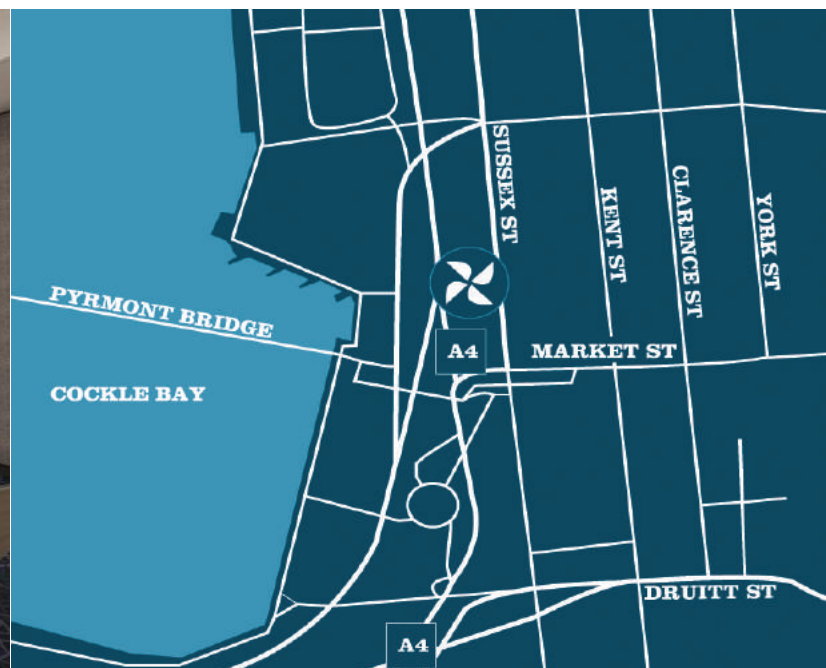 SUSSEX ST
KENT ST
CLARENCE ST
YORK ST
PYRMONT BRIDGE
A4
MARKET ST
COCKLE BAY
DRUITT ST
A4